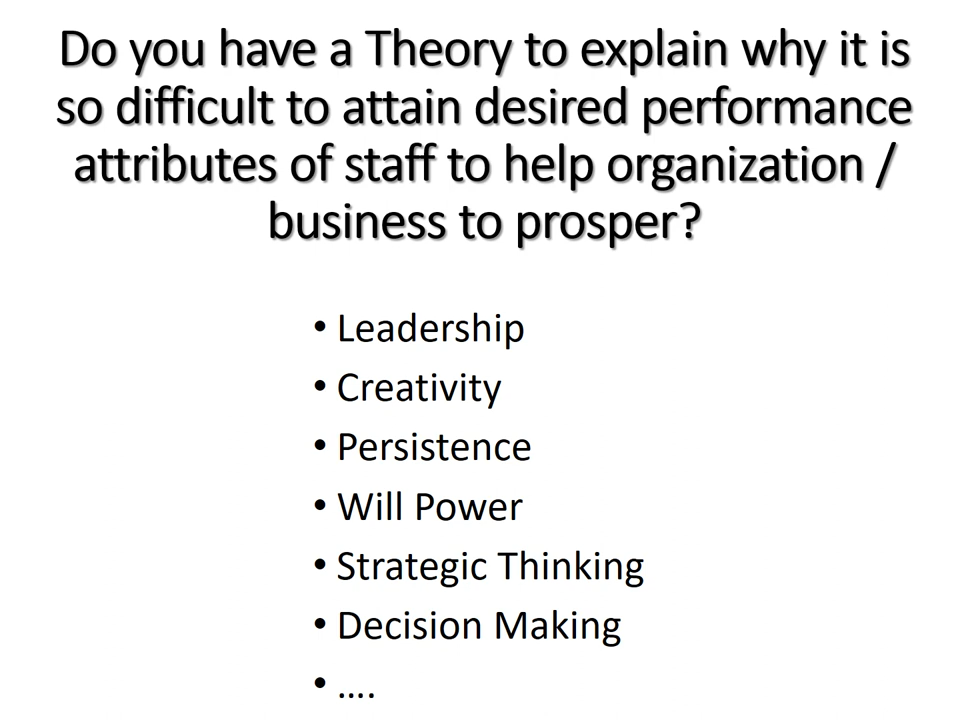 Do you have a Theory to explain why it is
so difficult to attain desired performance
attributes of staff to help organization /
business to prosper?
• Leadership
• Creativity
• Persistence
• Will Power
• Strategic Thinking
• Decision Making
• ....